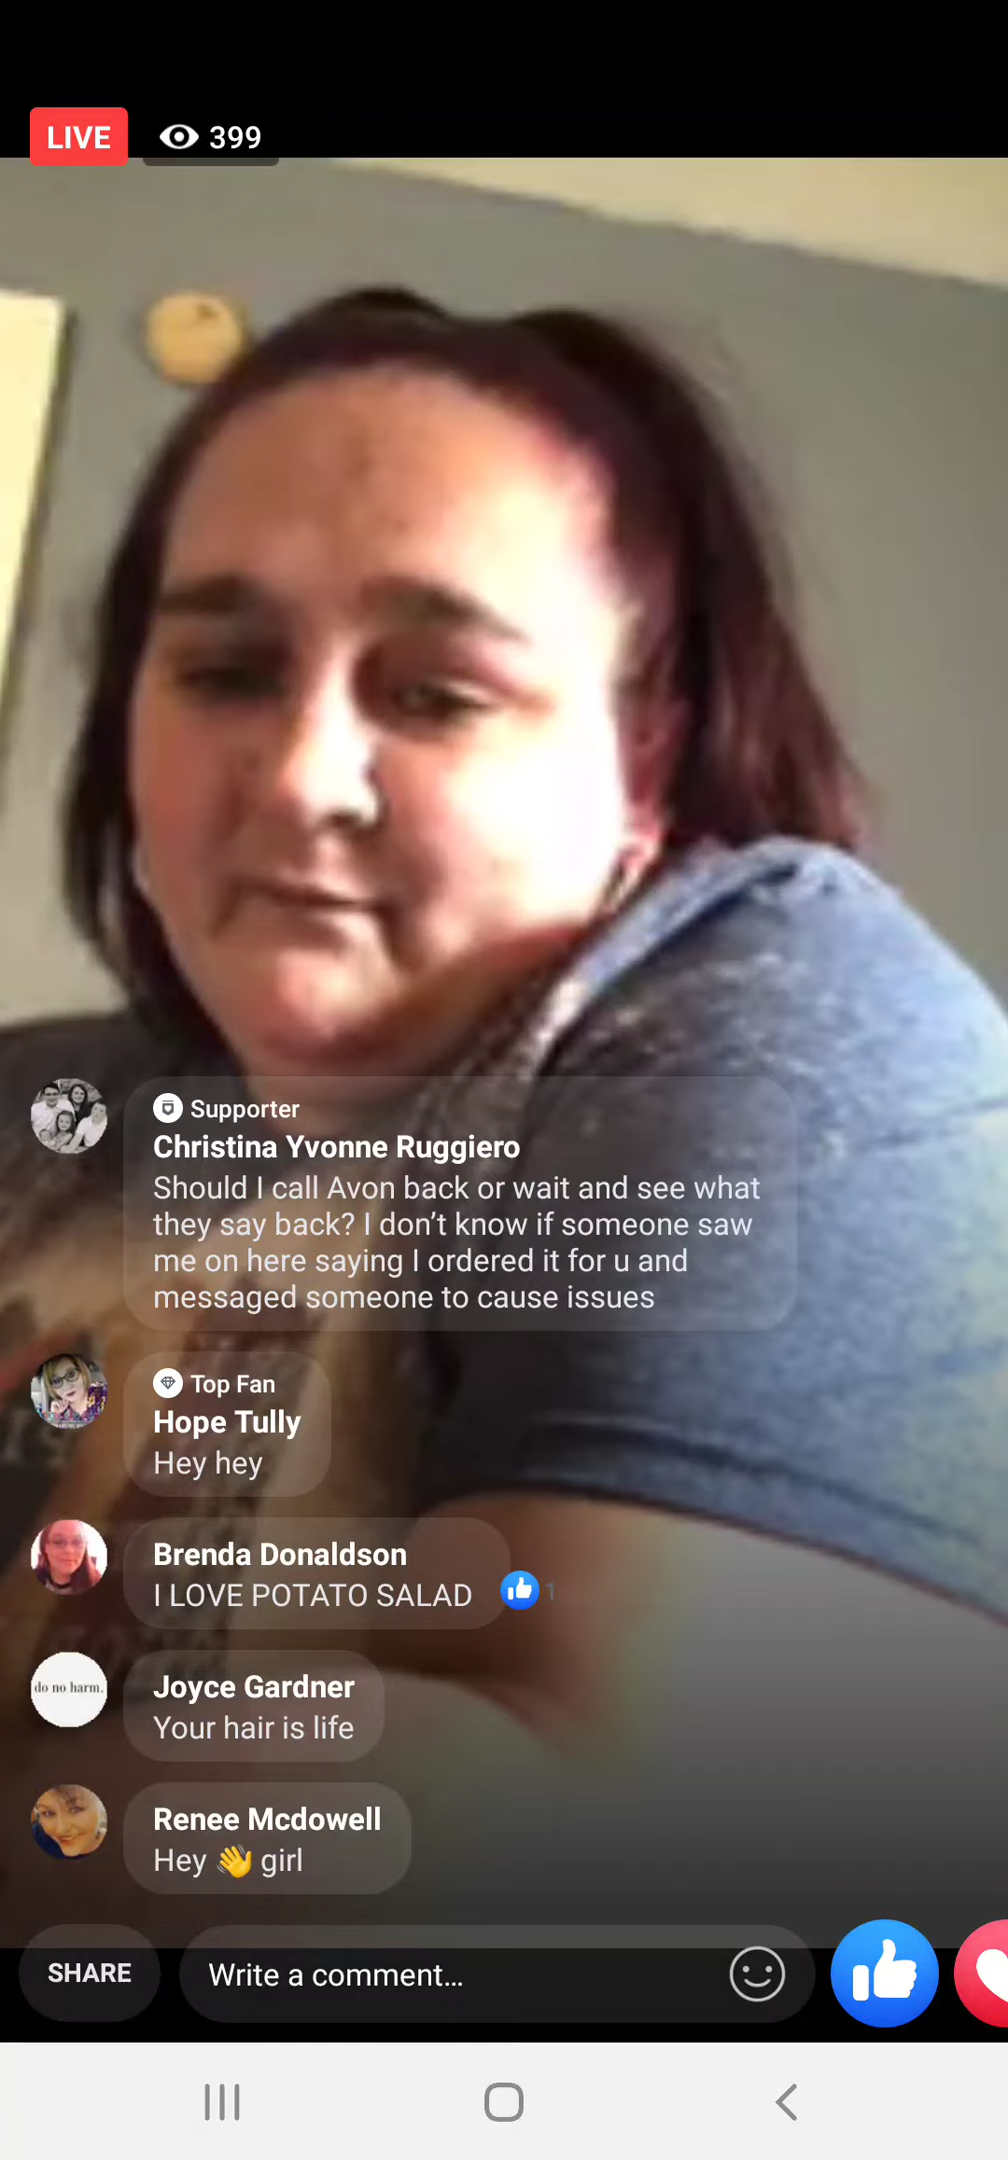 LIVE 399
Supporter
Christina Yvonne Ruggiero
Should I call Avon back or wait and see what
they say back? I don’t know if someone saw
me on here saying I ordered it for u and
messaged someone to cause issues
Top Fan
Hope Tully
Hey hey
Brenda Donaldson
I LOVE POTATO SALAD 1
do no harm.
Joyce Gardner
Your hair is life
Renee Mcdowell
Hey 👋 girl
SHARE Write a comment...